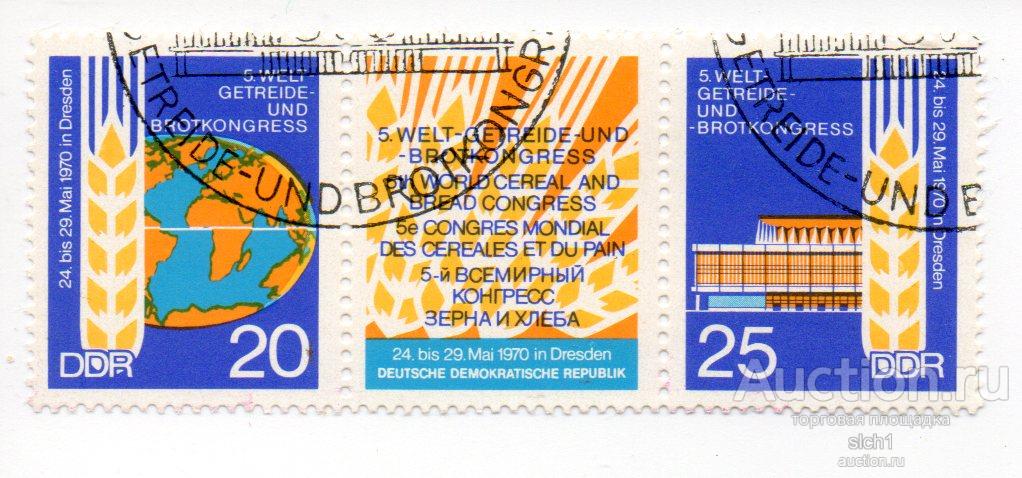 5. WELT-
GETREIDE-
UND
BROTKONGRESS
24. bis 29. Mai 1970 in Dresden
DDR
20
5. WELT-GETREIDE-UND
-BROTKONGRESS
5th WORLD CEREAL AND
BREAD CONGRESS
5e CONGRES MONDIAL
DES CEREALES ET DU PAIN
5-й ВСЕМИРНЫЙ
КОНГРЕСС
ЗЕРНА И ХЛЕБА
24. bis 29. Mai 1970 in Dresden
DEUTSCHE DEMOKRATISCHE REPUBLIK
5. WELT-
GETREIDE-
UND
-BROTKONGRESS
24. bis 29. Mai 1970 in Dresden
25
DDR
ETREIDE-UND BROTKONGR
ETREIDE-UND
Auction.ru
торговая площадка
slch1
auction.ru